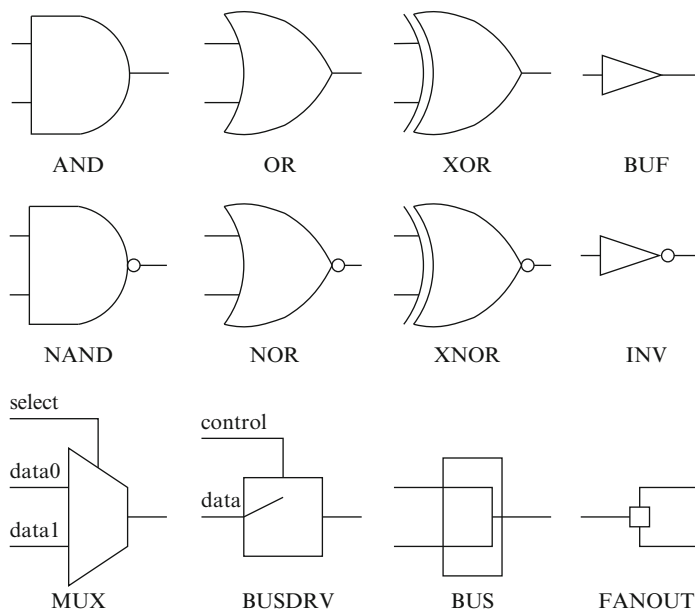 AND
OR
XOR
BUF
NAND
NOR
XNOR
INV
select
data0
data1
MUX
control
data
BUSDRV
BUS
FANOUT